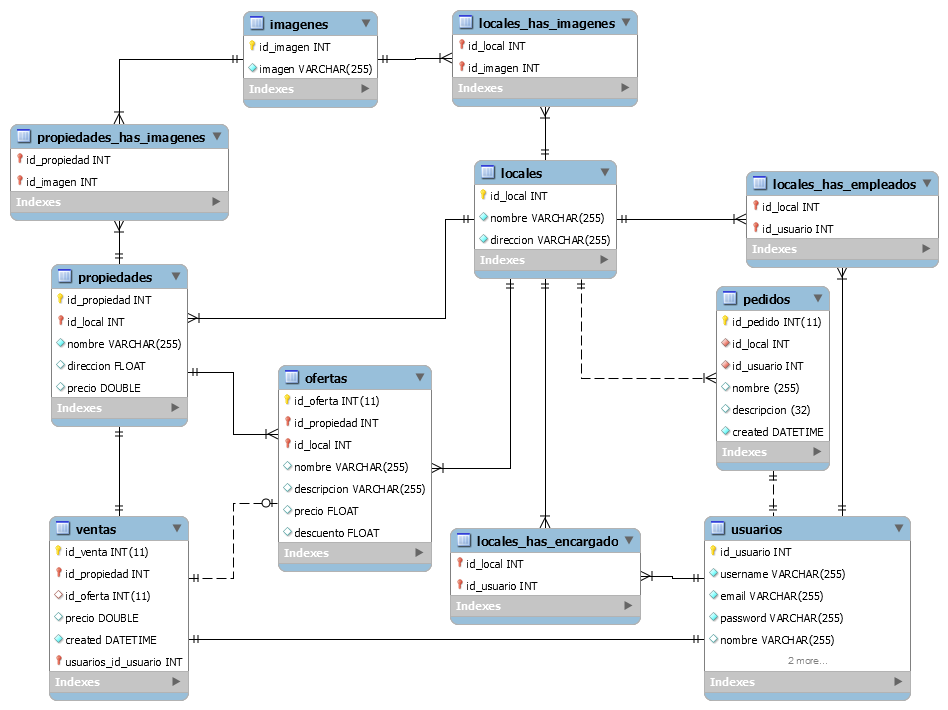 imagenes
id_imagen INT
imagen VARCHAR(255)
Indexes
locales_has_imagenes
id_local INT
id_imagen INT
Indexes
propiedades_has_imagenes
id_propiedad INT
id_imagen INT
Indexes
locales
id_local INT
nombre VARCHAR(255)
direccion VARCHAR(255)
Indexes
locales_has_empleados
id_local INT
id_usuario INT
Indexes
propiedades
id_propiedad INT
id_local INT
nombre VARCHAR(255)
direccion FLOAT
precio DOUBLE
Indexes
pedidos
id_pedido INT(11)
id_local INT
id_usuario INT
nombre (255)
descripcion (32)
created DATETIME
Indexes
ofertas
id_oferta INT(11)
id_propiedad INT
id_local INT
nombre VARCHAR(255)
descripcion VARCHAR(255)
precio FLOAT
descuento FLOAT
Indexes
ventas
id_venta INT(11)
id_propiedad INT
id_oferta INT(11)
precio DOUBLE
created DATETIME
usuarios_id_usuario INT
Indexes
locales_has_encargado
id_local INT
id_usuario INT
Indexes
usuarios
id_usuario INT
username VARCHAR(255)
email VARCHAR(255)
password VARCHAR(255)
nombre VARCHAR(255)
2 more...
Indexes